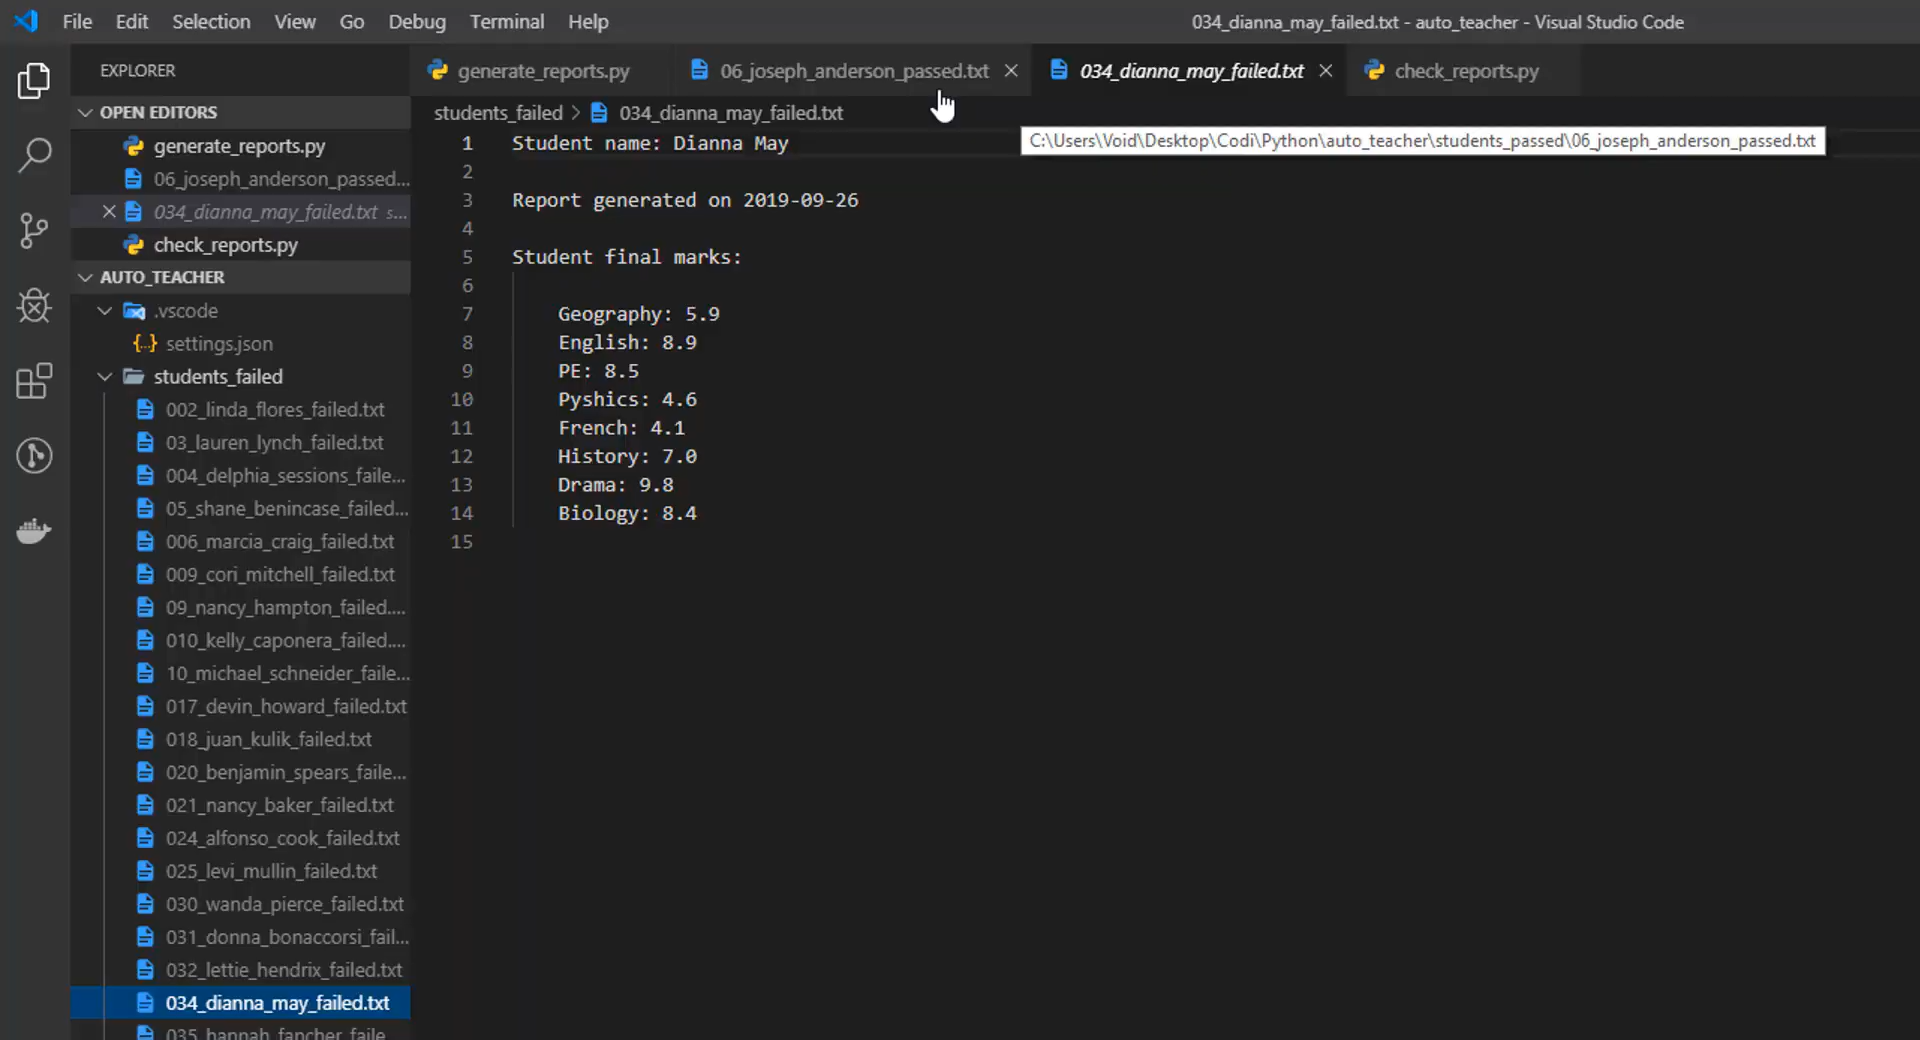 File Edit Selection View Go Debug Terminal Help
034_dianna_may_failed.txt - auto_teacher - Visual Studio Code
EXPLORER
OPEN EDITORS
generate_reports.py
06_joseph_anderson_passed...
034_dianna_may_failed.txt s...
check_reports.py
AUTO_TEACHER
.vscode
settings.json
students_failed
002_linda_flores_failed.txt
03_lauren_lynch_failed.txt
004_delphia_sessions_faile...
05_shane_benincase_failed...
006_marcia_craig_failed.txt
009_cori_mitchell_failed.txt
09_nancy_hampton_failed....
010_kelly_caponera_failed....
10_michael_schneider_faile...
017_devin_howard_failed.txt
018_juan_kulik_failed.txt
020_benjamin_spears_faile...
021_nancy_baker_failed.txt
024_alfonso_cook_failed.txt
025_levi_mullin_failed.txt
030_wanda_pierce_failed.txt
031_donna_bonaccorsi_fail...
032_lettie_hendrix_failed.txt
034_dianna_may_failed.txt
035_hannah_fancher_faile
generate_reports.py 06_joseph_anderson_passed.txt 034_dianna_may_failed.txt check_reports.py
students_failed > 034_dianna_may_failed.txt
C:\Users\Void\Desktop\Codi\Python\auto_teacher\students_passed\06_joseph_anderson_passed.txt
1 Student name: Dianna May
2
3 Report generated on 2019-09-26
4
5 Student final marks:
6
7 Geography: 5.9
8 English: 8.9
9 PE: 8.5
10 Pyshics: 4.6
11 French: 4.1
12 History: 7.0
13 Drama: 9.8
14 Biology: 8.4
15